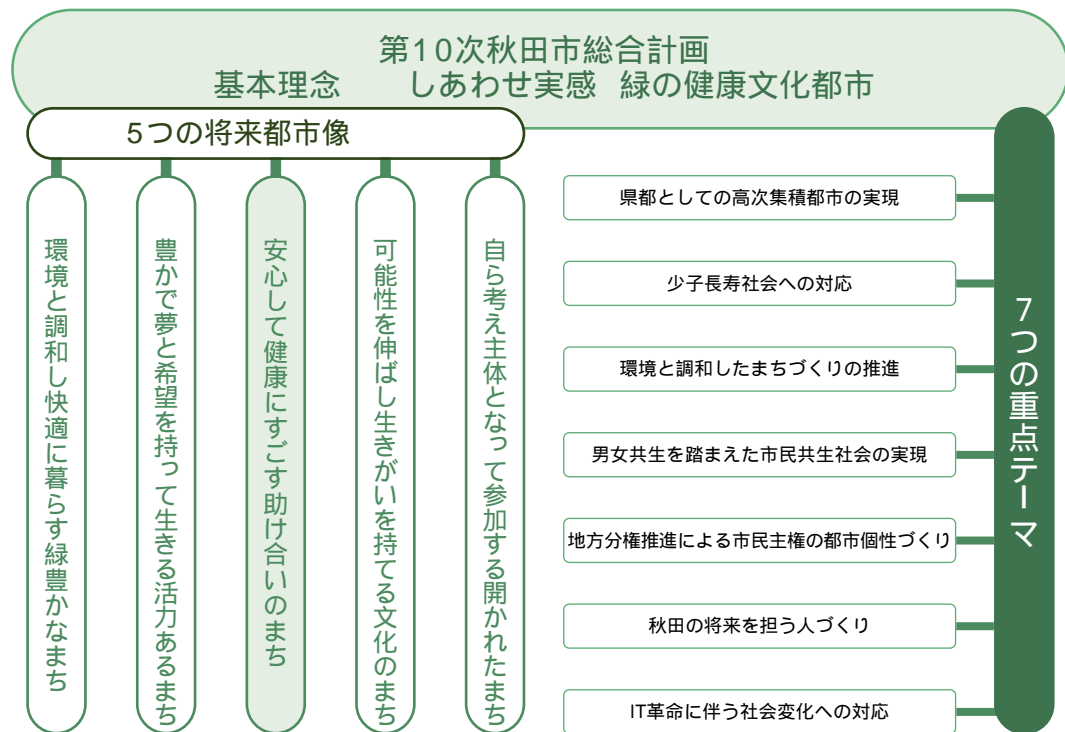 第10次秋田市総合計画
基本理念　しあわせ実感 緑の健康文化都市
5つの将来都市像
環境と調和し快適に暮らす緑豊かなまち
豊かで夢と希望を持って生きる活力あるまち
安心して健康にすごす助け合いのまち
可能性を伸ばし生きがいを持てる文化のまち
自ら考え主体となって参加する開かれたまち
7つの重点テーマ
県都としての高次集積都市の実現
少子長寿社会への対応
環境と調和したまちづくりの推進
男女共生を踏まえた市民共生社会の実現
地方分権推進による市民主権の都市個性づくり
秋田の将来を担う人づくり
IT革命に伴う社会変化への対応